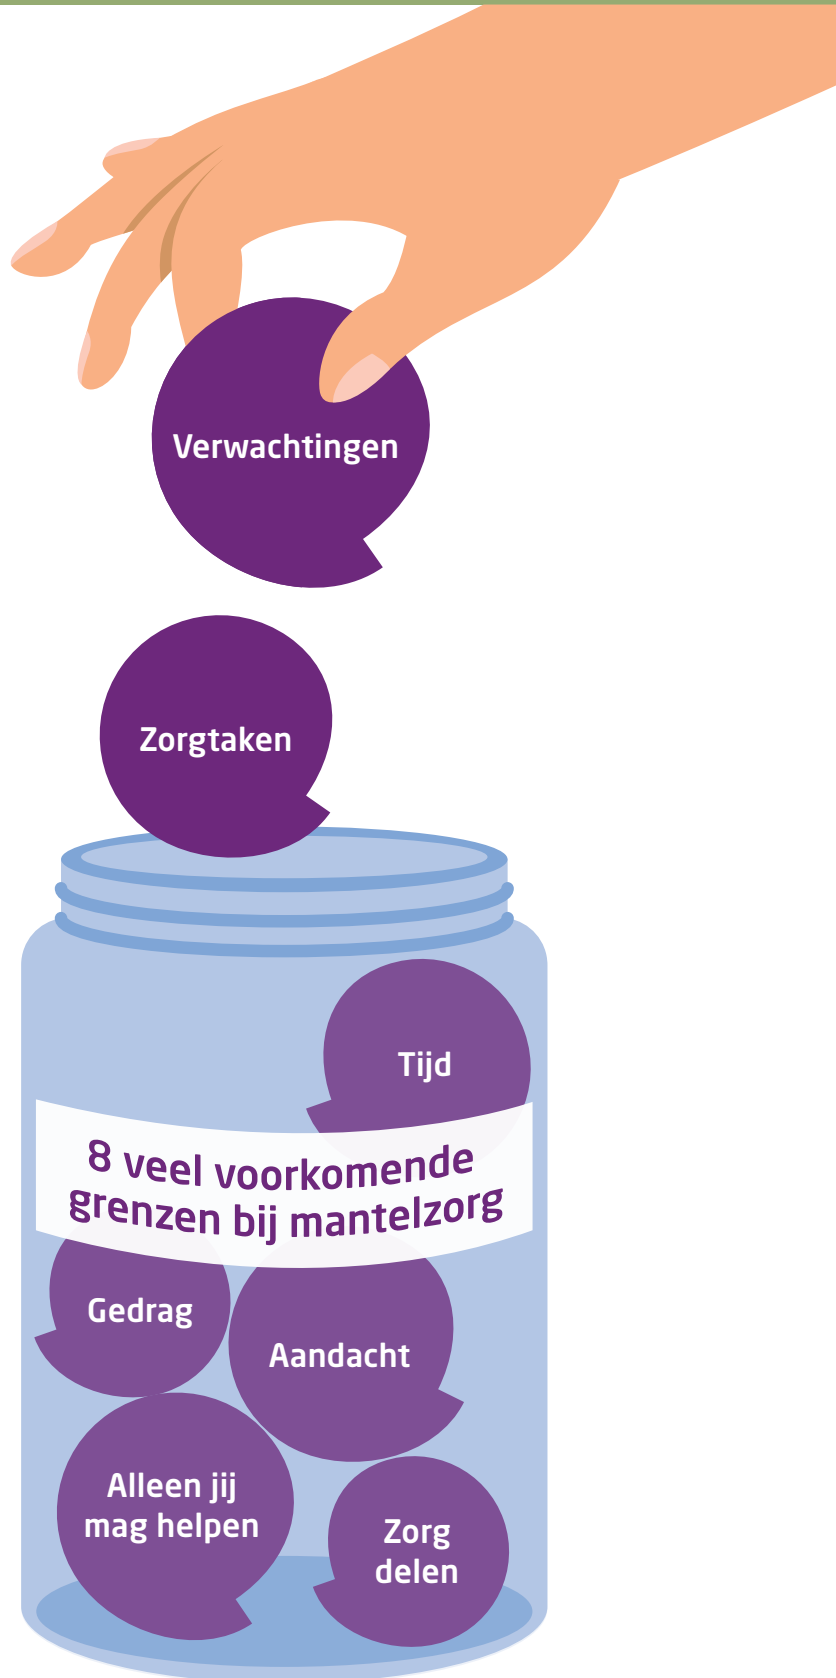 Verwachtingen
Zorgtaken
Tijd
8 veel voorkomende
grenzen bij mantelzorg
Gedrag
Aandacht
Alleen jij
mag helpen
Zorg
delen